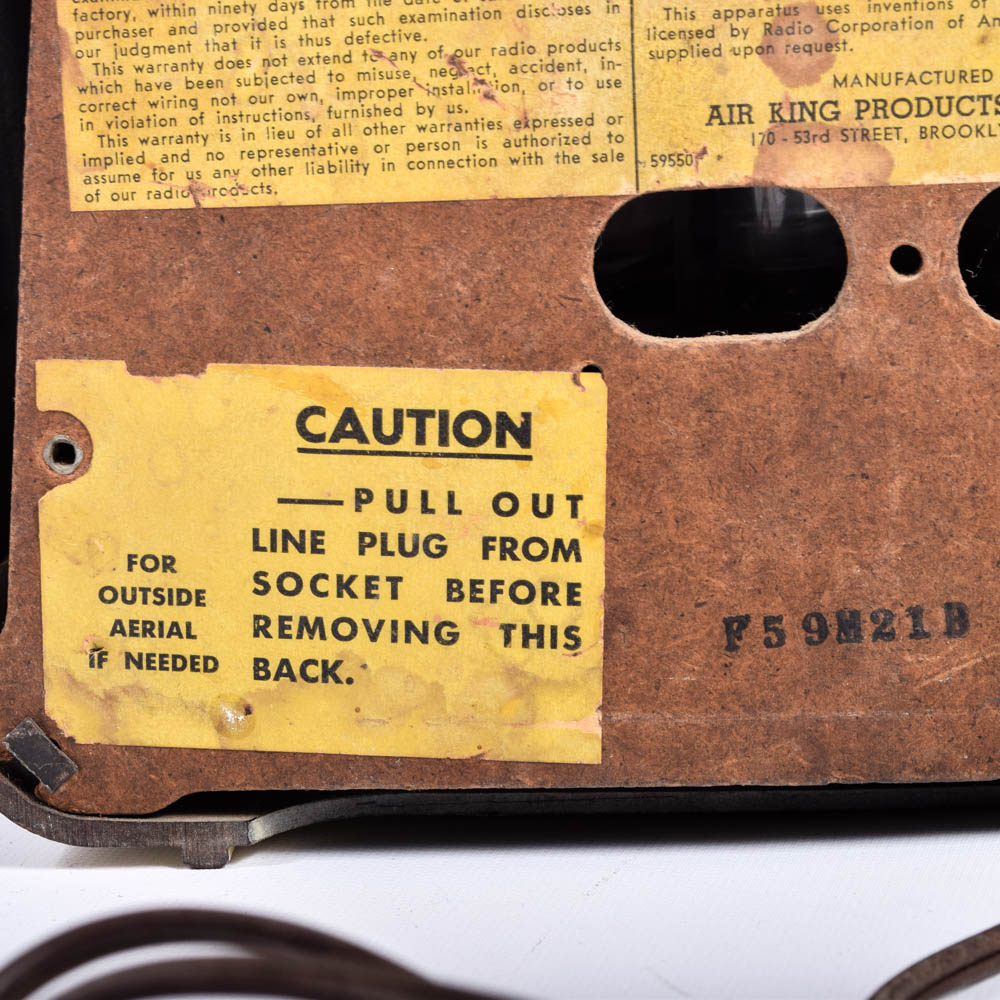 factory, within ninety days from the date of
purchaser and provided that such examination discloses in
our judgment that it is thus defective.
This warranty does not extend to any of our radio products
which have been subjected to misuse, neglect, accident, in-
correct wiring not our own, improper installation, or to use
in violation of instructions, furnished by us.
This warranty is in lieu of all other warranties expressed or
implied and no representative or person is authorized to
assume for us any other liability in connection with the sale
of our radio products.
This apparatus uses inventions of
licensed by Radio Corporation of Am
supplied upon request.
MANUFACTURED
AIR KING PRODUCTS
170 - 53rd STREET, BROOKLY
59550
CAUTION
— PULL OUT
LINE PLUG FROM
SOCKET BEFORE
REMOVING THIS
BACK.
FOR
OUTSIDE
AERIAL
IF NEEDED
F59M21B